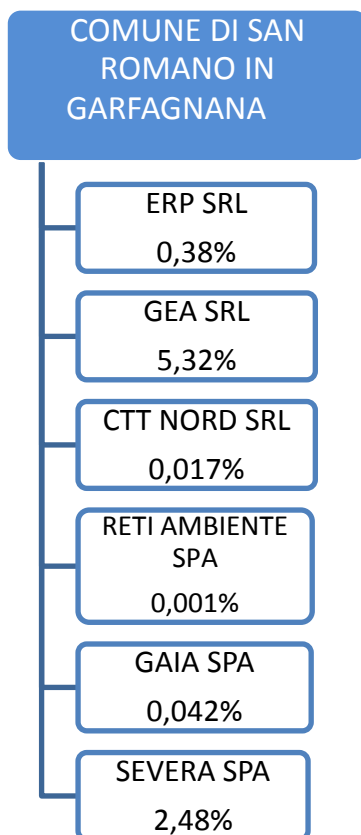 COMUNE DI SAN
ROMANO IN
GARFAGNANA
ERP SRL
0,38%
GEA SRL
5,32%
CTT NORD SRL
0,017%
RETI AMBIENTE
SPA
0,001%
GAIA SPA
0,042%
SEVERA SPA
2,48%